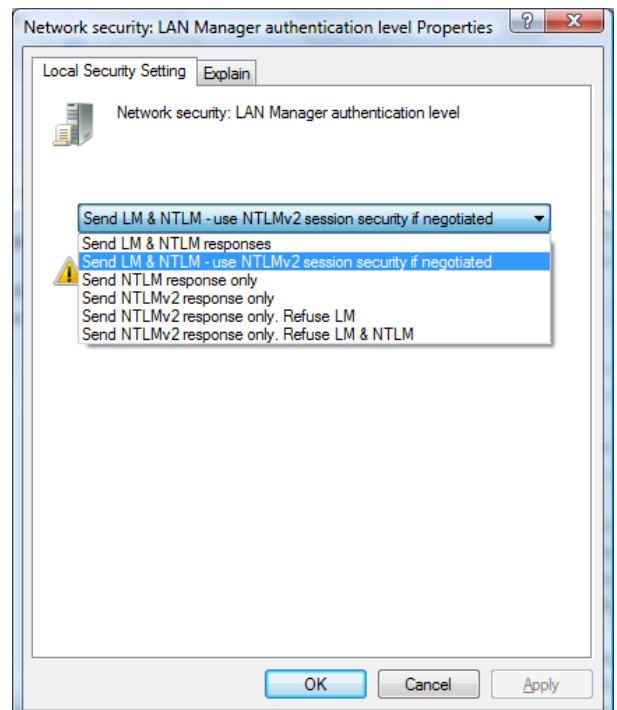 Network security: LAN Manager authentication level Properties
Local Security Setting
Explain
Network security: LAN Manager authentication level
Send LM & NTLM - use NTLMv2 session security if negotiated
Send LM & NTLM responses
Send LM & NTLM - use NTLMv2 session security if negotiated
Send NTLM response only
Send NTLMv2 response only
Send NTLMv2 response only. Refuse LM
Send NTLMv2 response only. Refuse LM & NTLM
OK
Cancel
Apply